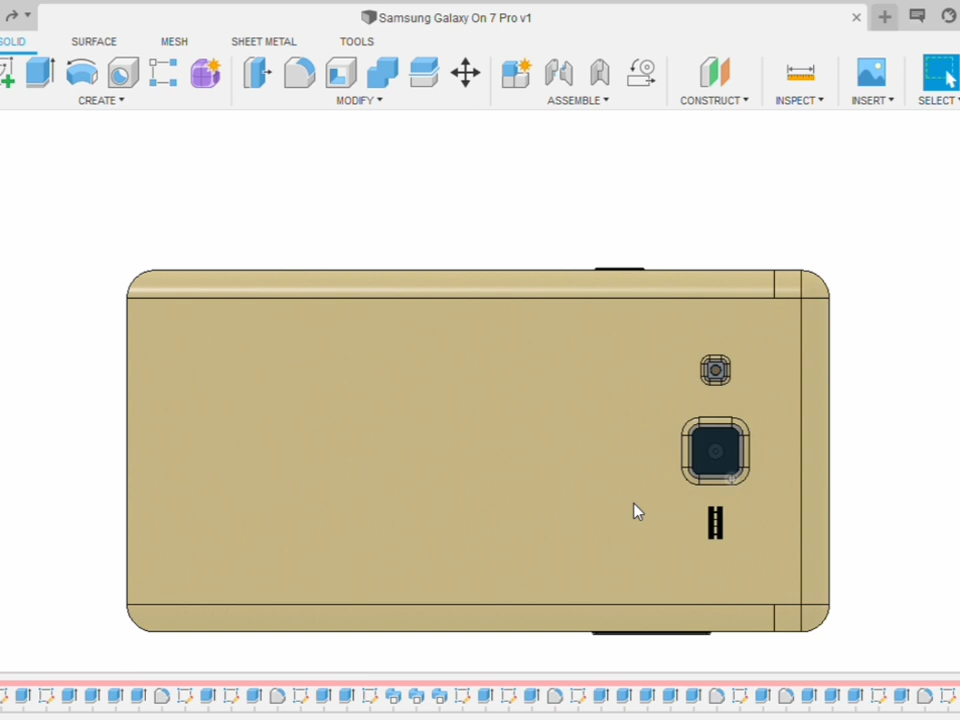 Samsung Galaxy On 7 Pro v1
SOLID SURFACE MESH SHEET METAL TOOLS
CREATE MODIFY ASSEMBLE CONSTRUCT INSPECT INSERT SELECT